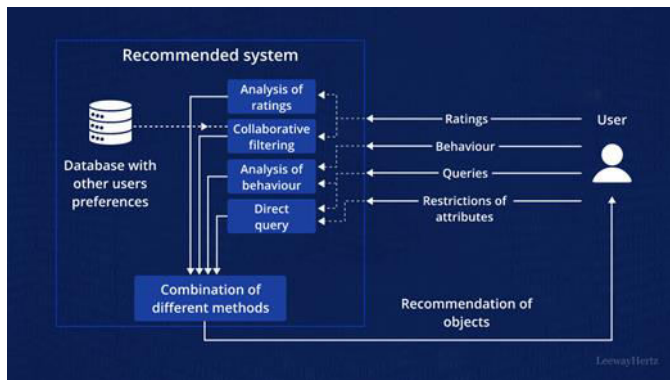 Recommended system
Analysis of
ratings
Collaborative
filtering
Analysis of
behaviour
Direct
query
Database with
other users
preferences
Combination of
different methods
Ratings
Behaviour
Queries
Restrictions of
attributes
User
Recommendation of
objects
LeewayHertz